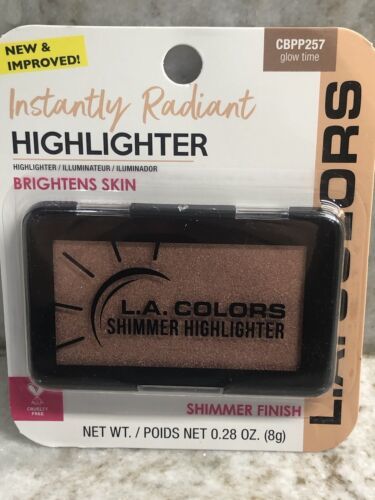 NEW &
IMPROVED!
CBPP257
glow time
Instantly Radiant
HIGHLIGHTER
HIGHLIGHTER / ILLUMINATEUR / ILUMINADOR
BRIGHTENS SKIN
L.A. COLORS
L.A. COLORS
SHIMMER HIGHLIGHTER
CRUELTY
FREE
SHIMMER FINISH
NET WT. / POIDS NET 0.28 OZ. (8g)